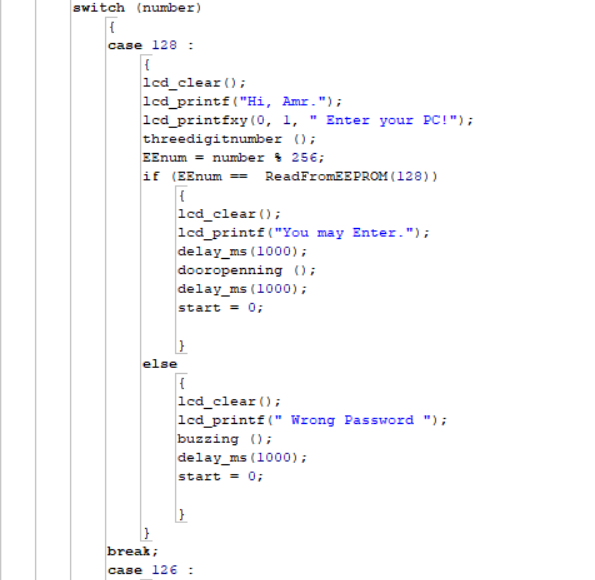 switch (number)
{
case 128 :
{
lcd_clear();
lcd_printf("Hi, Amr.");
lcd_printfxy(0, 1, " Enter your PC!");
threedigitnumber ();
EEnum = number % 256;
if (EEnum ==  ReadFromEEPROM(128))
{
lcd_clear();
lcd_printf("You may Enter.");
delay_ms(1000);
dooropenning ();
delay_ms(1000);
start = 0;
}
else
{
lcd_clear();
lcd_printf(" Wrong Password ");
buzzing ();
delay_ms(1000);
start = 0;
}
}
break;
case 126 :